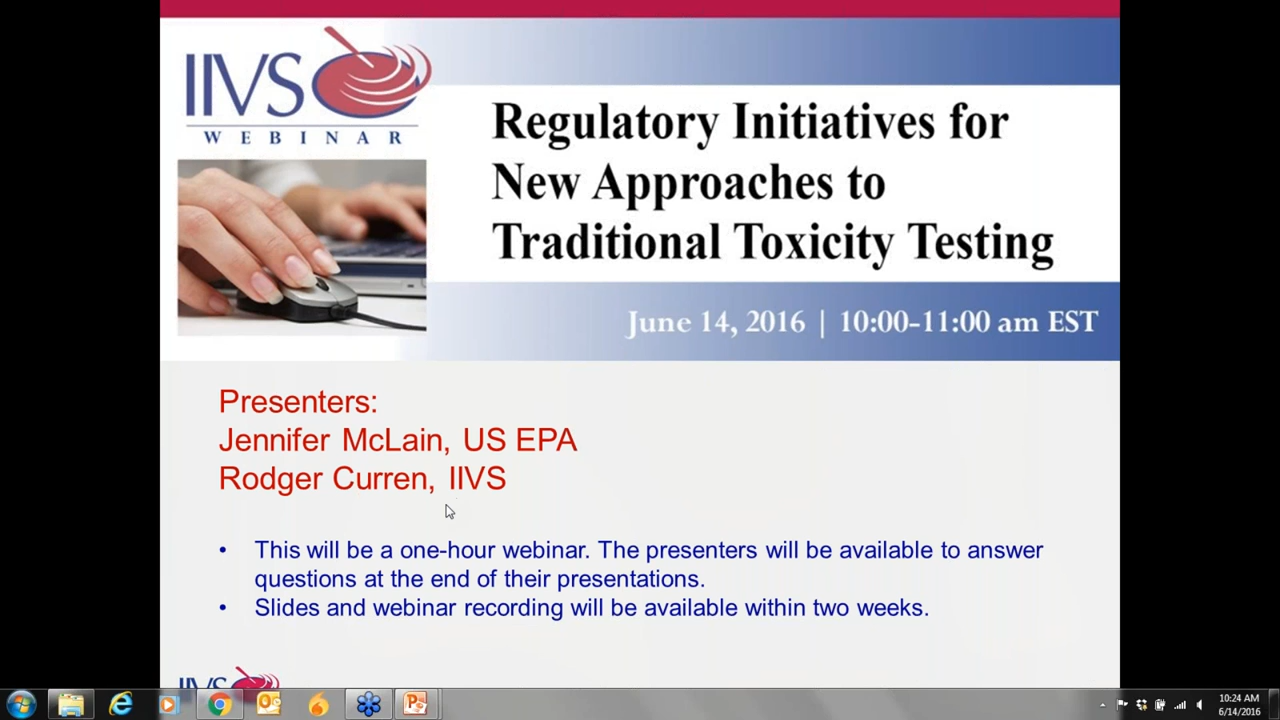 IIVS
WEBINAR
Regulatory Initiatives for
New Approaches to
Traditional Toxicity Testing
June 14, 2016 | 10:00-11:00 am EST
Presenters:
Jennifer McLain, US EPA
Rodger Curren, IIVS
• This will be a one-hour webinar. The presenters will be available to answer
questions at the end of their presentations.
• Slides and webinar recording will be available within two weeks.
IIVS
10:24 AM
6/14/2016